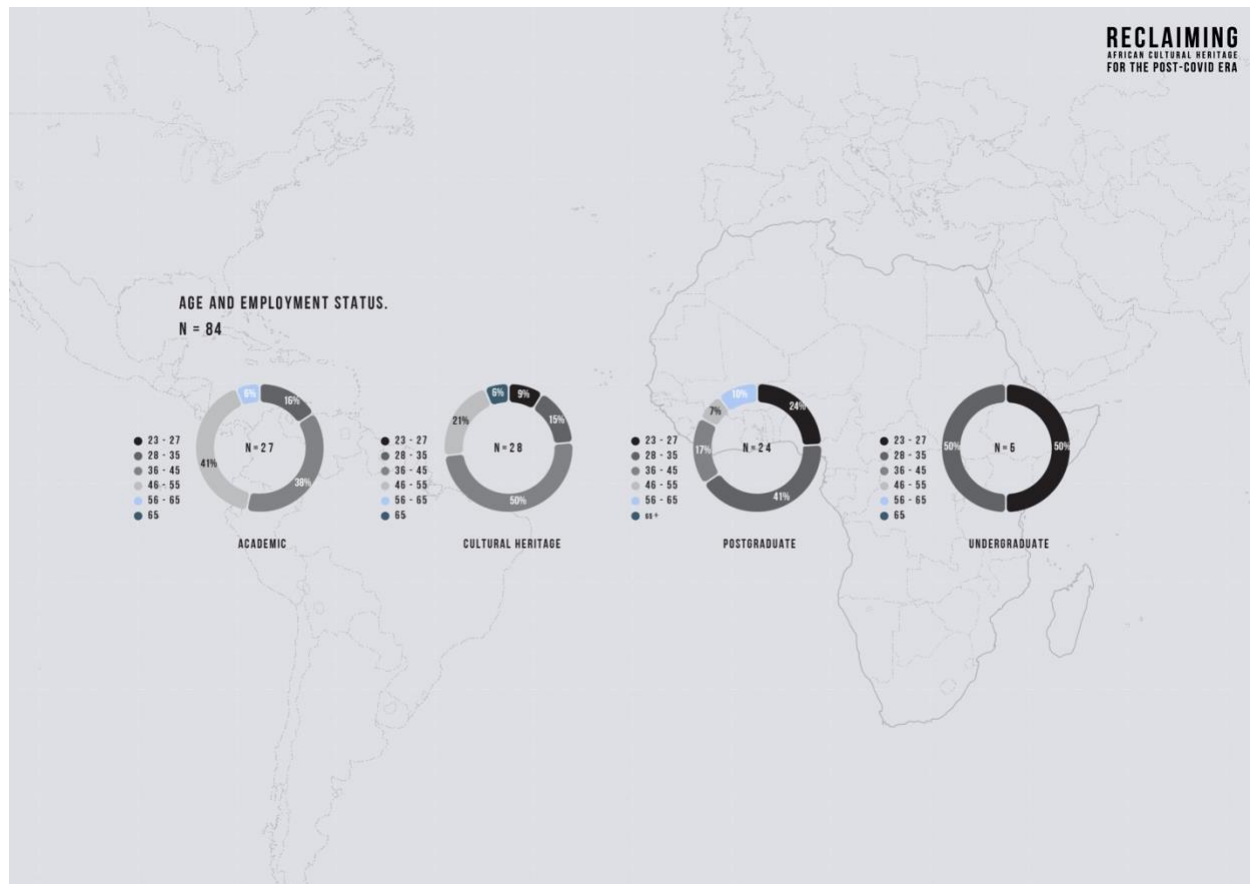 RECLAIMING
AFRICAN CULTURAL HERITAGE
FOR THE POST-COVID ERA
AGE AND EMPLOYMENT STATUS.
N = 84
23 - 27
28 - 35
36 - 45
46 - 55
56 - 65
65
6%
16%
41%
38%
N=27
ACADEMIC
23 - 27
28 - 35
36 - 45
46 - 55
56 - 65
65
6%
9%
21%
15%
50%
N=28
CULTURAL HERITAGE
23 - 27
28 - 35
36 - 45
46 - 55
56 - 65
10%
24%
7%
17%
41%
N=24
POSTGRADUATE
23 - 27
28 - 35
36 - 45
46 - 55
56 - 65
65
50%
50%
N=5
UNDERGRADUATE